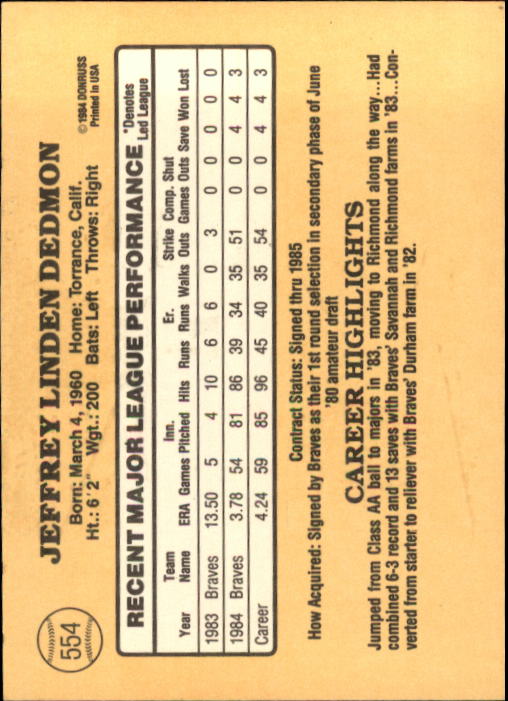 554
JEFFREY LINDEN DEDMON
Born: March 4, 1960 Home: Torrance, Calif.
Ht.: 6'2" Wgt.: 200 Bats: Left Throws: Right
© 1984 DONRUSS
Printed in USA
RECENT MAJOR LEAGUE PERFORMANCE
*Denotes
Led League
Team Inn. Er. Strike Comp. Shut
Year Name ERA Games Pitched Hits Runs Runs Walks Outs Games Outs Save Won Lost
1983 Braves 13.50 5 4 10 6 6 0 3 0 0 0 0 0
1984 Braves 3.78 54 81 86 39 34 35 51 0 0 4 4 3
Career 4.24 59 85 96 45 40 35 54 0 0 4 4 3
Contract Status: Signed thru 1985
How Acquired: Signed by Braves as their 1st round selection in secondary phase of June
'80 amateur draft
CAREER HIGHLIGHTS
Jumped from Class AA ball to majors in '83, moving to Richmond along the way...Had
combined 6-3 record and 13 saves with Braves' Savannah and Richmond farms in '83...Con-
verted from starter to reliever with Braves' Durham farm in '82.